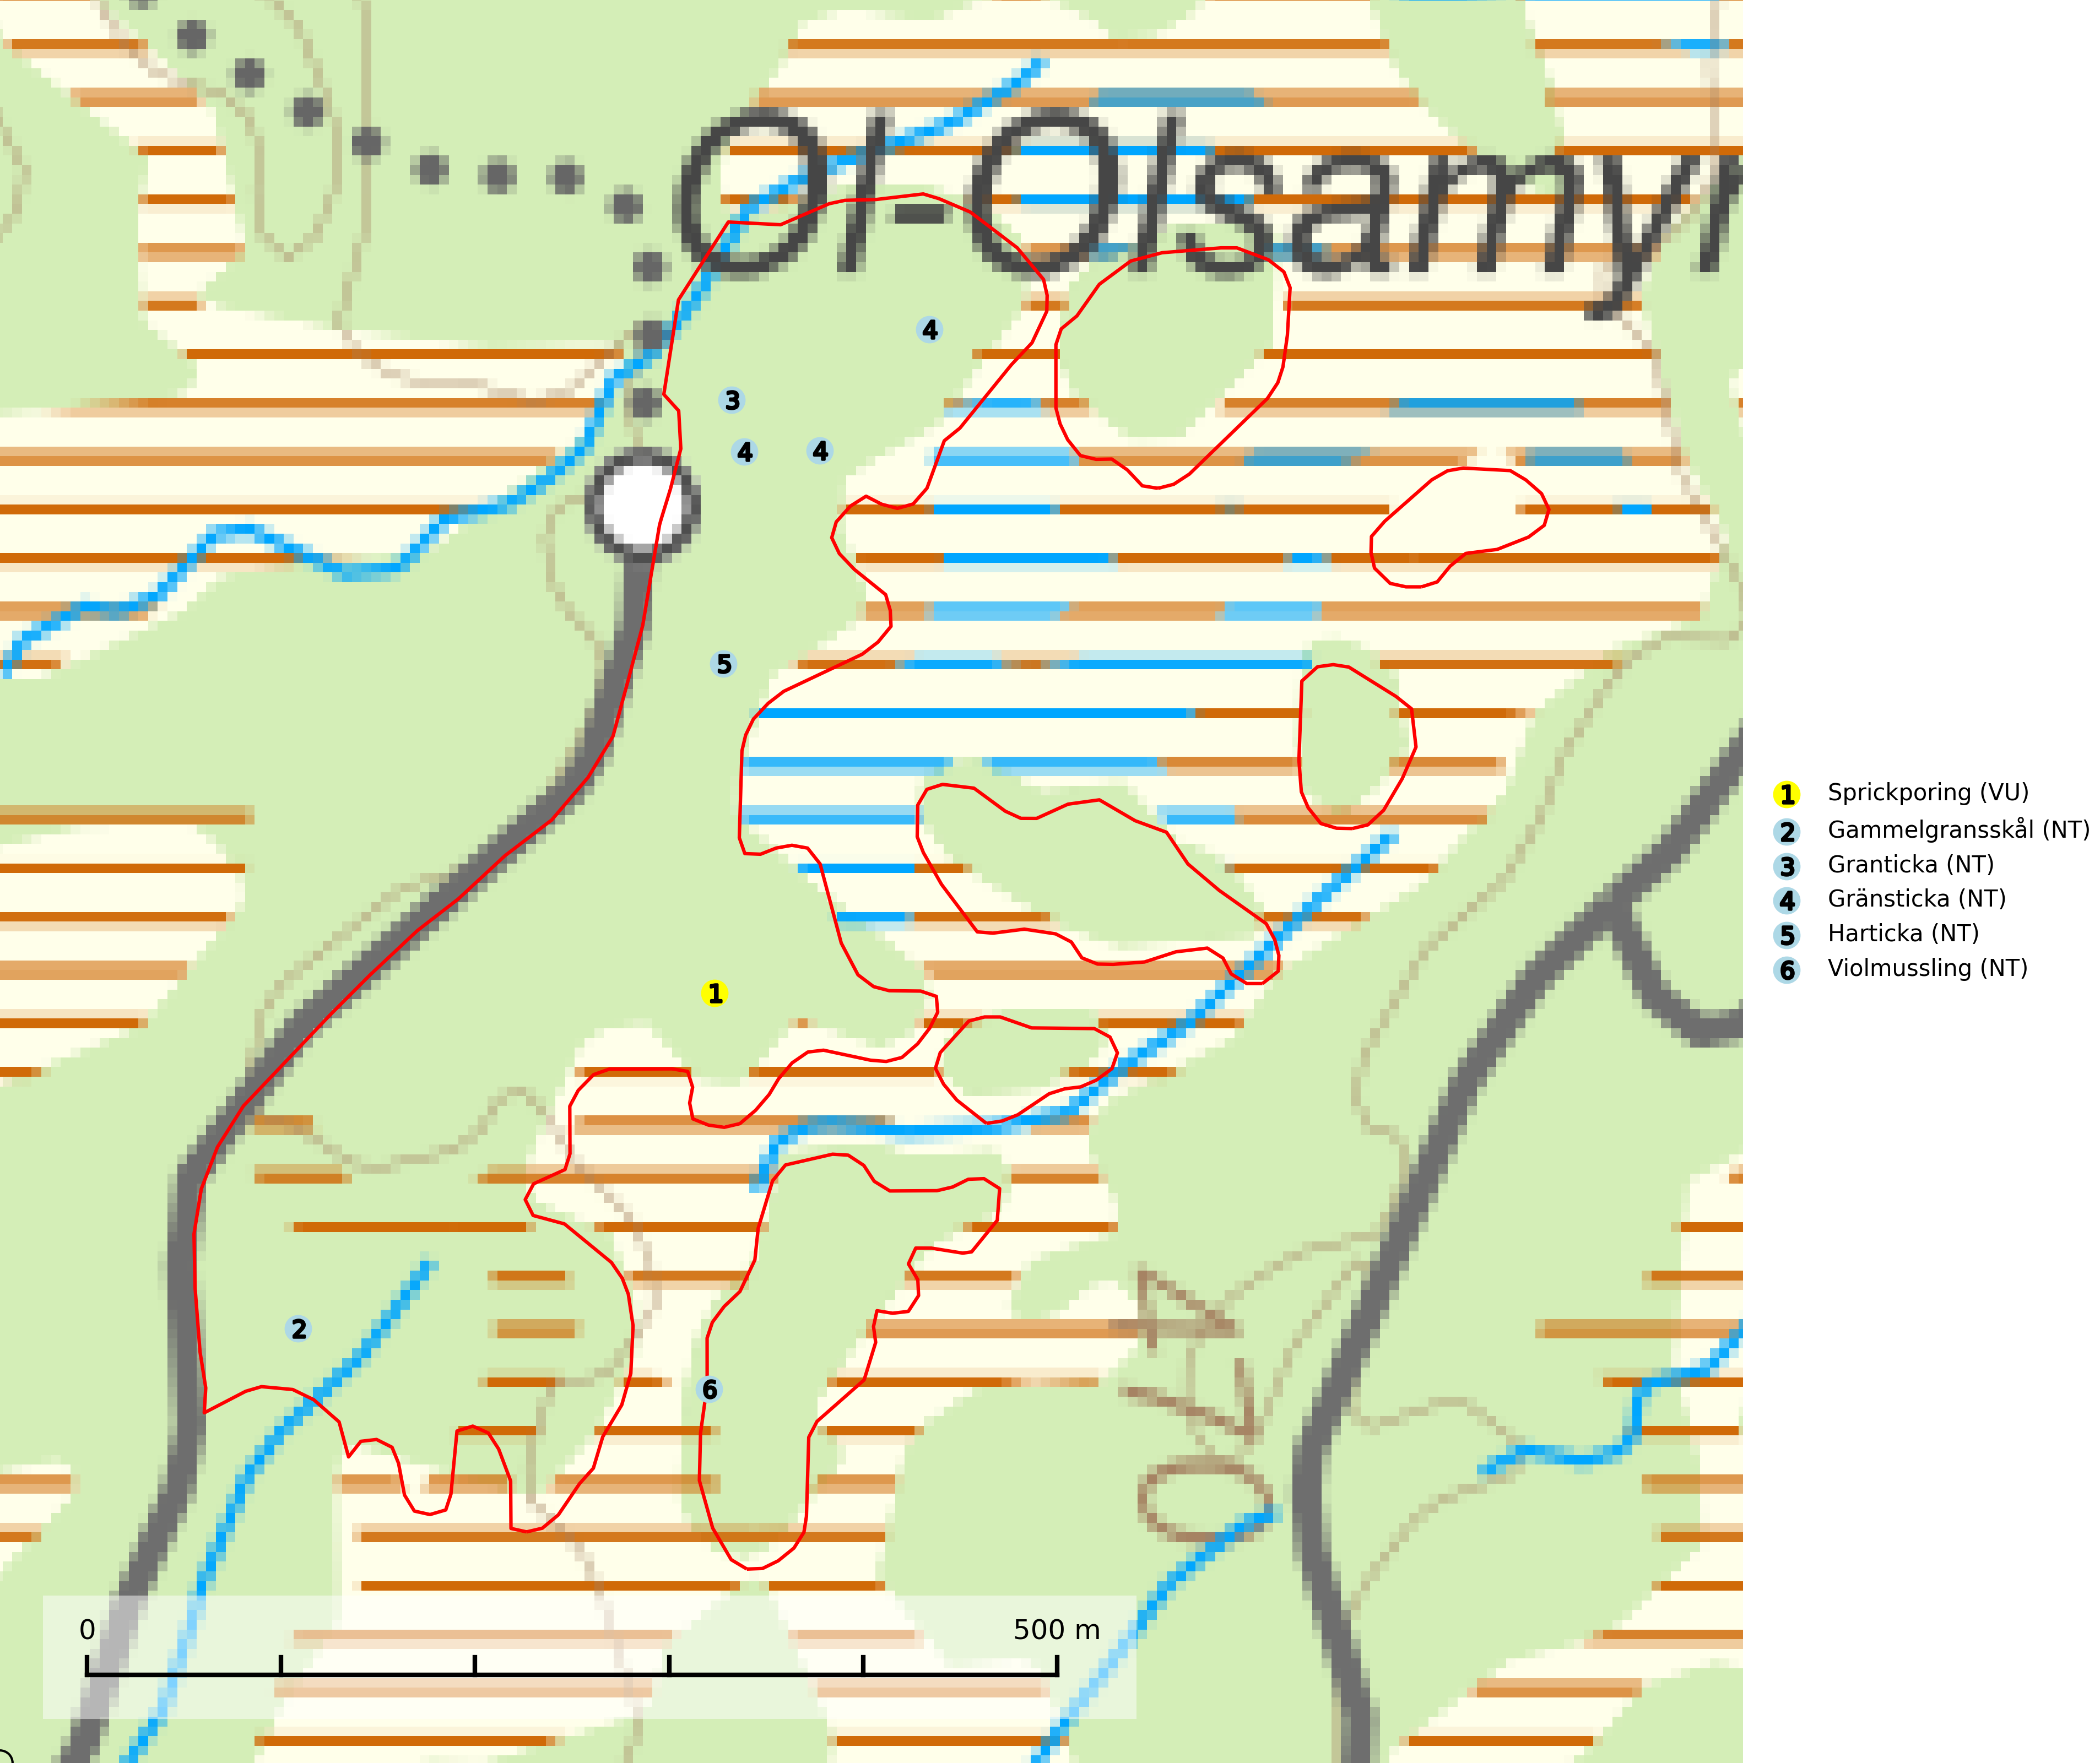 Ol-Olsamy
4
3
4
4
5
1
1 Sprickporing (VU)
2 Gammelgransskål (NT)
3 Granticka (NT)
4 Gränsticka (NT)
5 Harticka (NT)
6 Violmussling (NT)
2
6
0
500 m